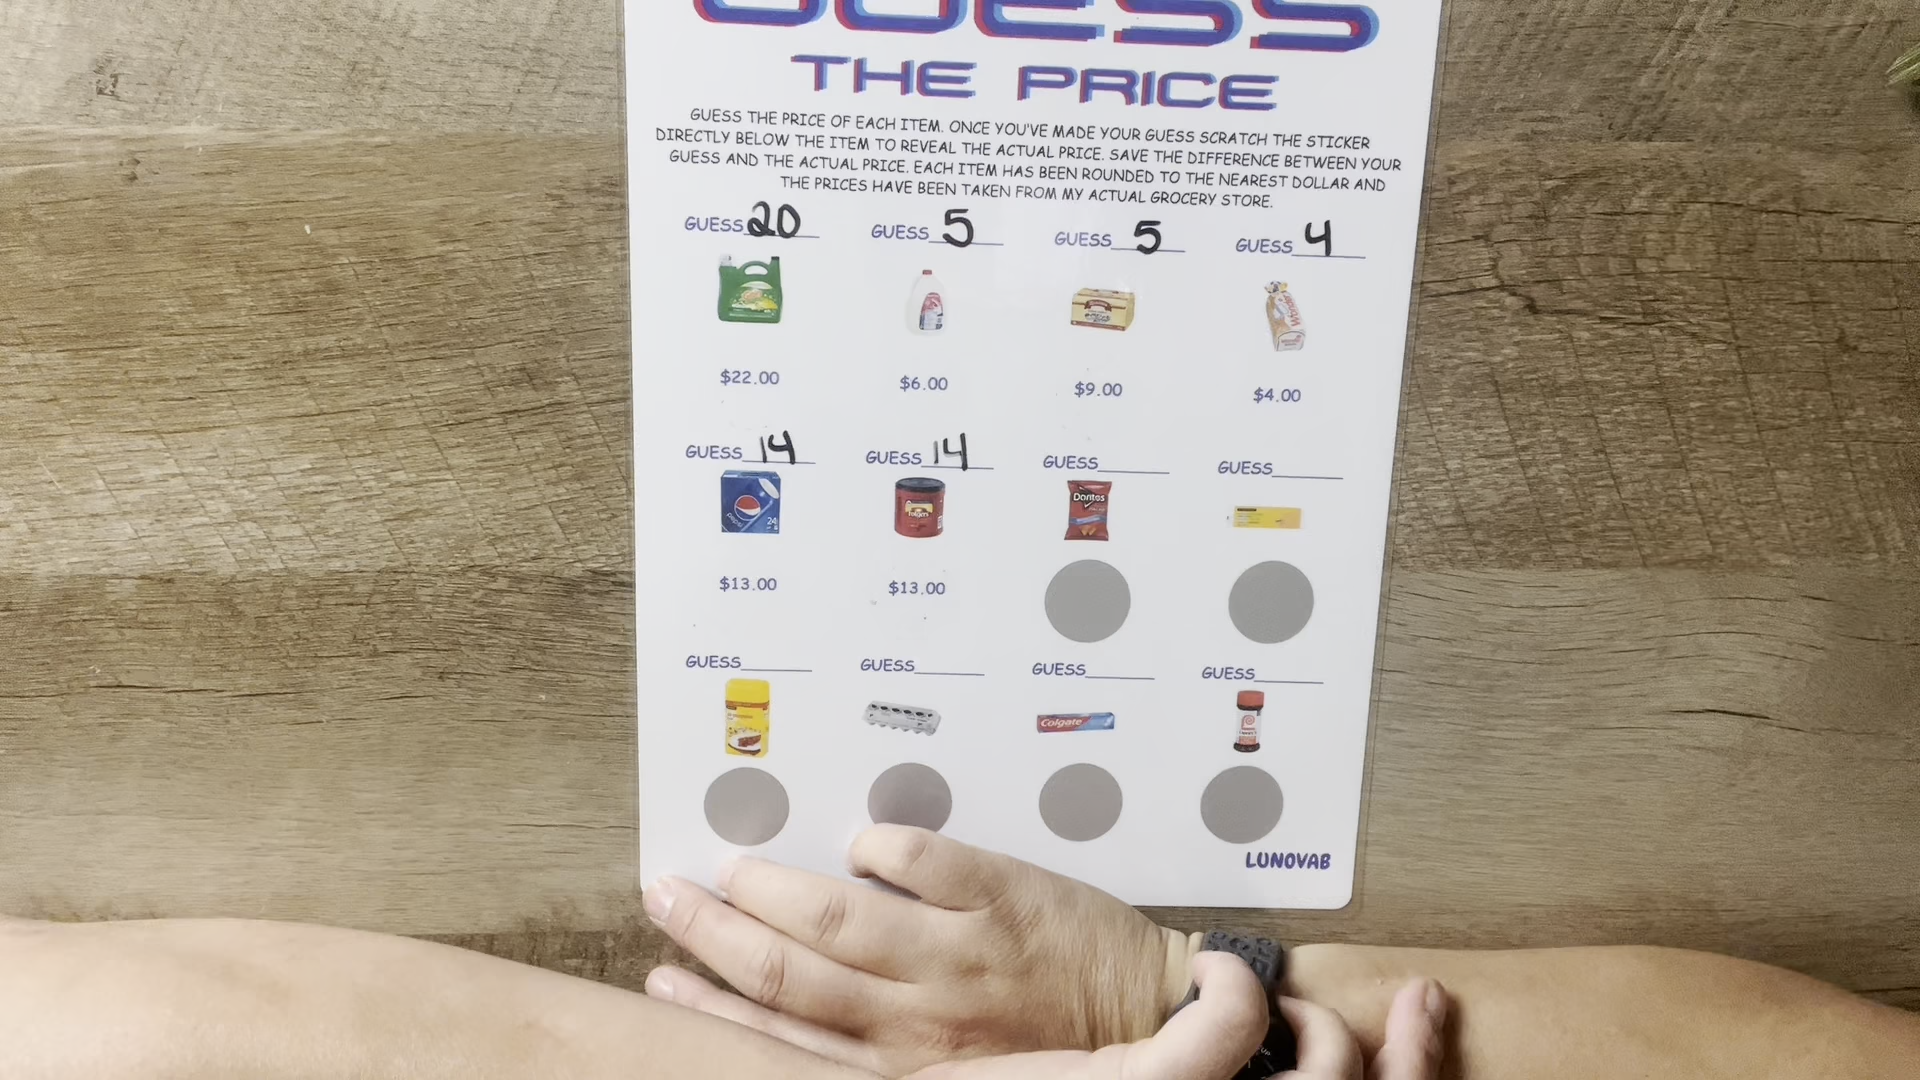 GUESS
THE PRICE
GUESS THE PRICE OF EACH ITEM. ONCE YOU'VE MADE YOUR GUESS SCRATCH THE STICKER
DIRECTLY BELOW THE ITEM TO REVEAL THE ACTUAL PRICE. SAVE THE DIFFERENCE BETWEEN YOUR
GUESS AND THE ACTUAL PRICE. EACH ITEM HAS BEEN ROUNDED TO THE NEAREST DOLLAR AND
THE PRICES HAVE BEEN TAKEN FROM MY ACTUAL GROCERY STORE.
GUESS 20 GUESS 5 GUESS 5 GUESS 4
Wonder
$22.00 $6.00 $9.00 $4.00
GUESS 14 GUESS 14 GUESS GUESS
pepsi 24 Folgers Doritos
$13.00 $13.00
GUESS GUESS GUESS GUESS
Colgate
LUNOVAB